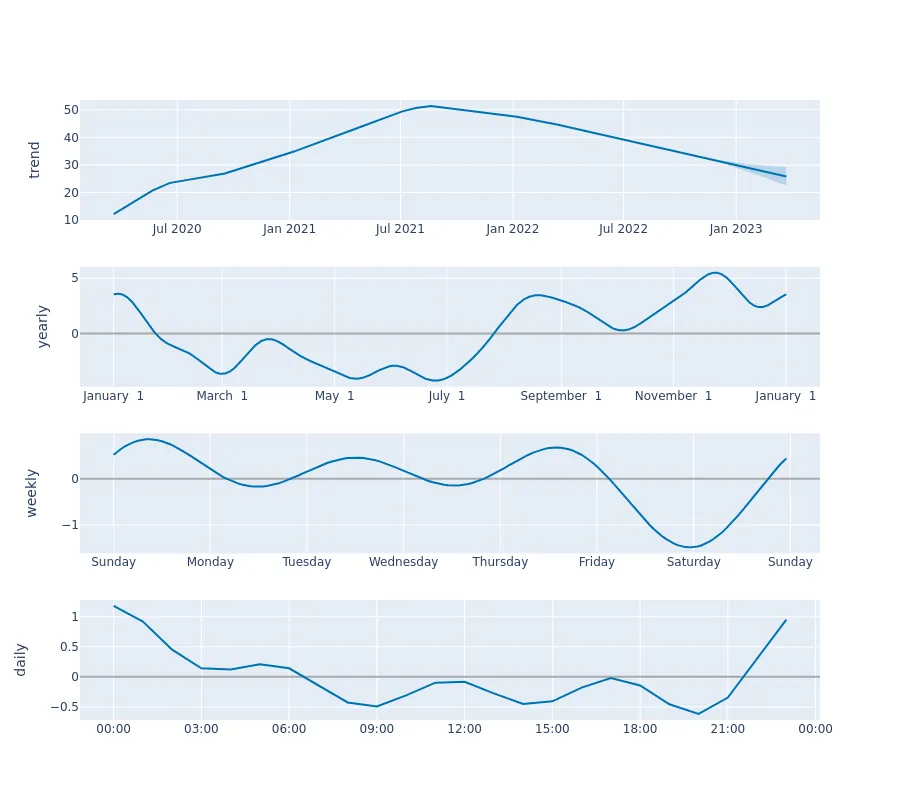 trend
50
40
30
20
10
Jul 2020 Jan 2021 Jul 2021 Jan 2022 Jul 2022 Jan 2023
yearly
5
0
January 1 March 1 May 1 July 1 September 1 November 1 January 1
weekly
0
−1
Sunday Monday Tuesday Wednesday Thursday Friday Saturday Sunday
daily
1
0.5
0
−0.5
00:00 03:00 06:00 09:00 12:00 15:00 18:00 21:00 00:00